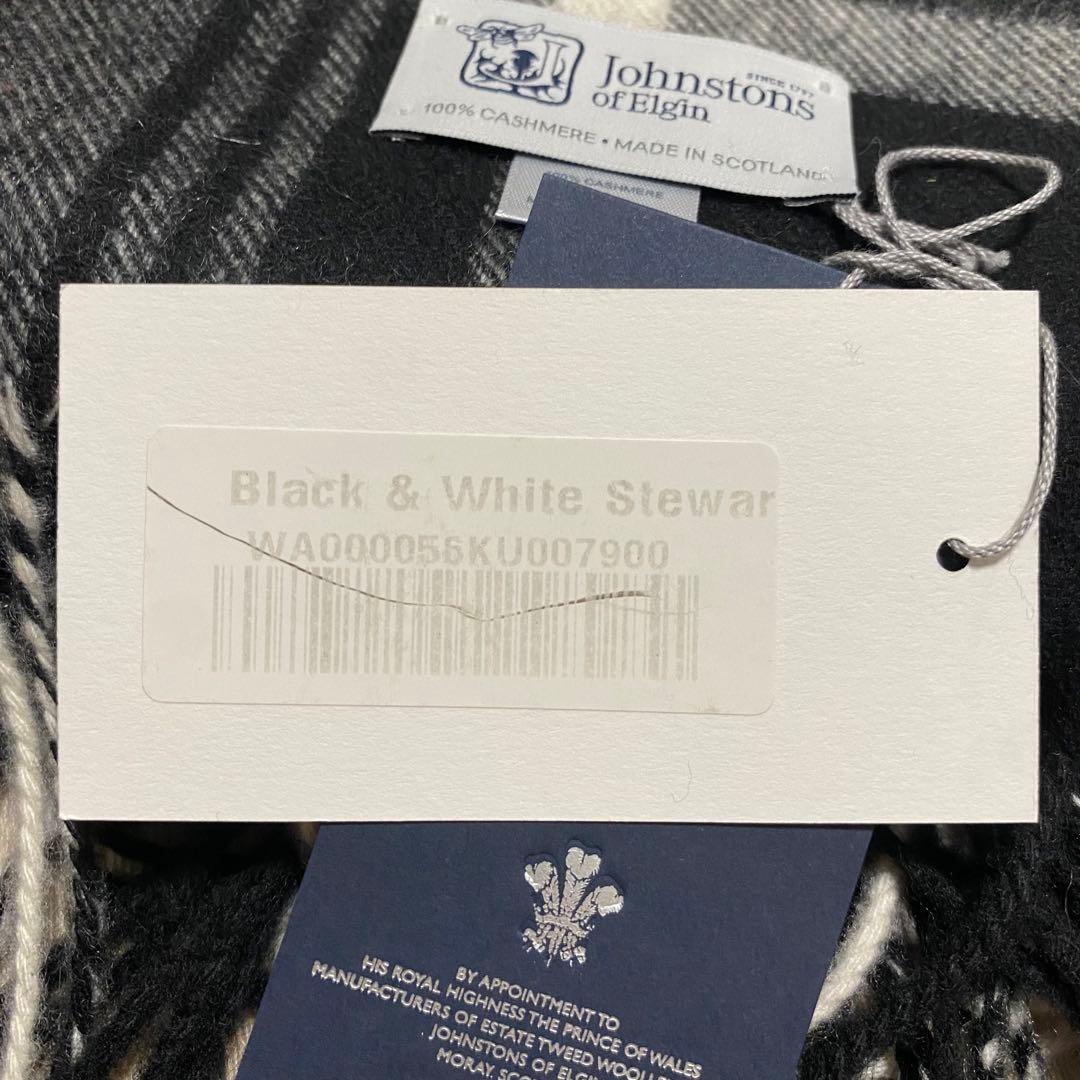 SINCE 1797
Johnstons
of Elgin
100% CASHMERE • MADE IN SCOTLAND
100% CASHMERE
Black & White Stewar
WA000056KU007900
BY APPOINTMENT TO
HIS ROYAL HIGHNESS THE PRINCE OF WALES
MANUFACTURERS OF ESTATE TWEED WOOLLE
JOHNSTONS OF ELGIN
MORAY, SCO